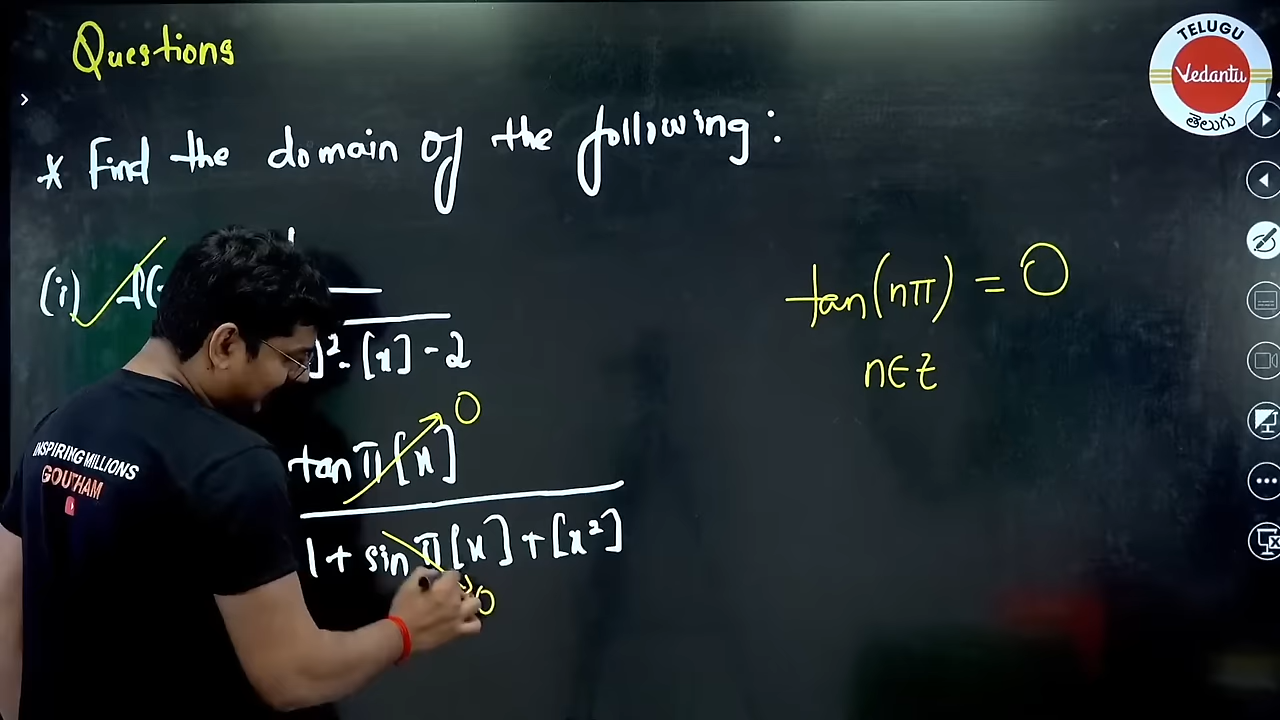 Questions
TELUGU
Vedantu
తెలుగు
* Find the domain of the following:
(i) f(
]² - [x] - 2
tan(nπ) = 0
n∈z
tan π[x] 0
1 + sin π[x] + [x²]
0
INSPIRING MILLIONS
GOUTHAM